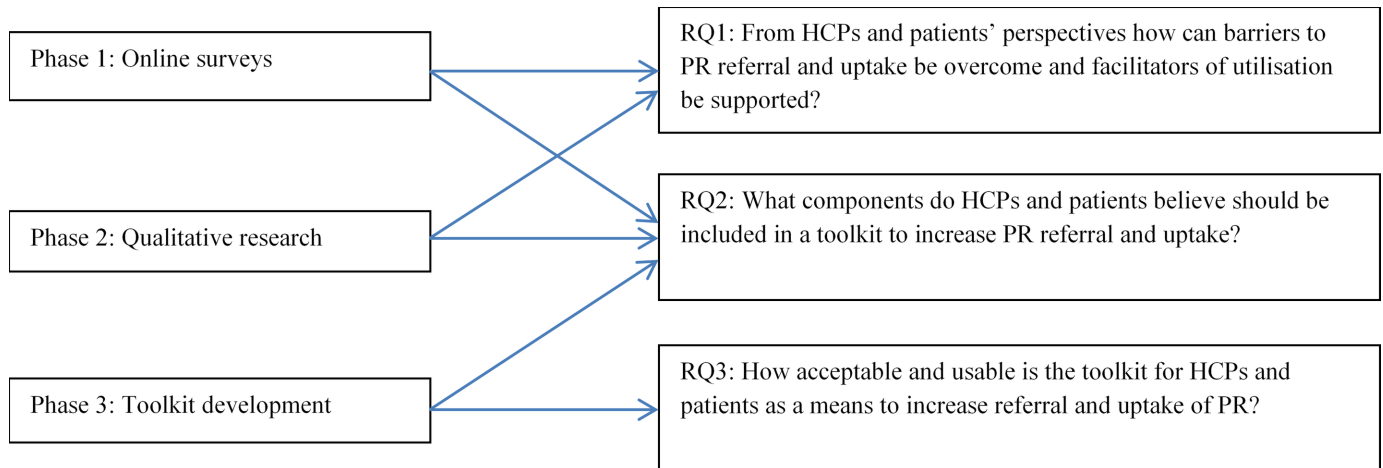 Phase 1: Online surveys
RQ1: From HCPs and patients’ perspectives how can barriers to
PR referral and uptake be overcome and facilitators of utilisation
be supported?
Phase 2: Qualitative research
RQ2: What components do HCPs and patients believe should be
included in a toolkit to increase PR referral and uptake?
Phase 3: Toolkit development
RQ3: How acceptable and usable is the toolkit for HCPs and
patients as a means to increase referral and uptake of PR?